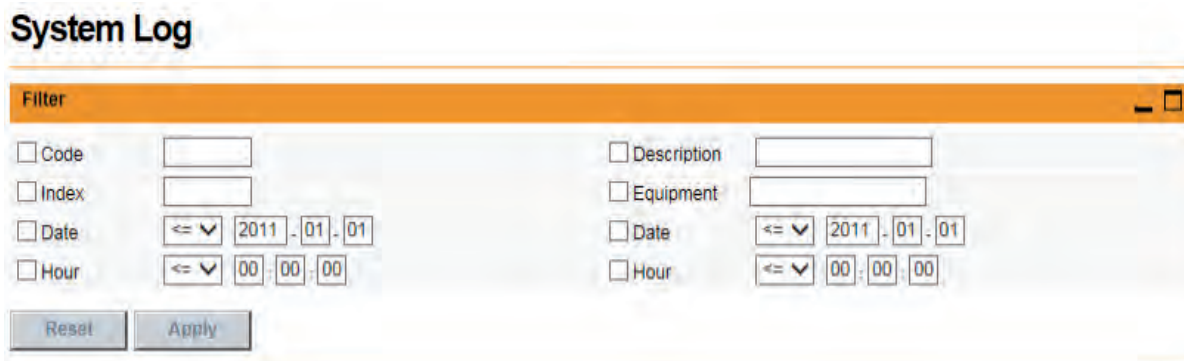 System Log
Filter
Code Description
Index Equipment
Date <= 2011 - 01 - 01 Date <= 2011 - 01 - 01
Hour <= 00 : 00 : 00 Hour <= 00 : 00 : 00
Reset Apply